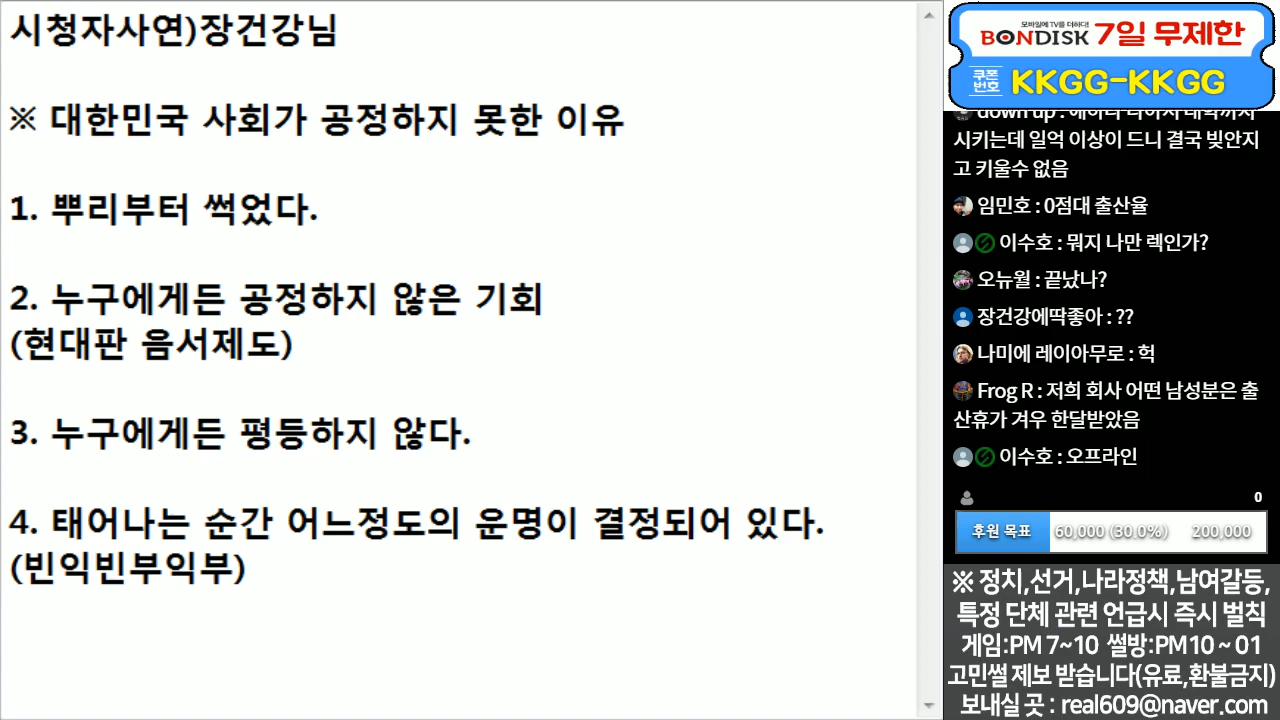 시청자사연)장건강님
※ 대한민국 사회가 공정하지 못한 이유
1. 뿌리부터 썩었다.
2. 누구에게든 공정하지 않은 기회
(현대판 음서제도)
3. 누구에게든 평등하지 않다.
4. 태어나는 순간 어느정도의 운명이 결정되어 있다.
(빈익빈부익부)
모바일에 TV를 더하다!
BONDISK 7일 무제한
쿠폰
번호
KKGG-KKGG
down up :
시키는데 일억 이상이 드니 결국 빚안지
고 키울수 없음
임민호 : 0점대 출산율
이수호 : 뭐지 나만 렉인가?
오뉴월 : 끝났나?
장건강에딱좋아 : ??
나미에 레이아무로 : 헉
Frog R : 저희 회사 어떤 남성분은 출
산휴가 겨우 한달받았음
이수호 : 오프라인
0
후원 목표 60,000 (30.0%) 200,000
※ 정치,선거,나라정책,남여갈등,
특정 단체 관련 언급시 즉시 벌칙
게임:PM 7~10 썰방:PM10 ~ 01
고민썰 제보 받습니다(유료,환불금지)
보내실 곳 : real609@naver.com